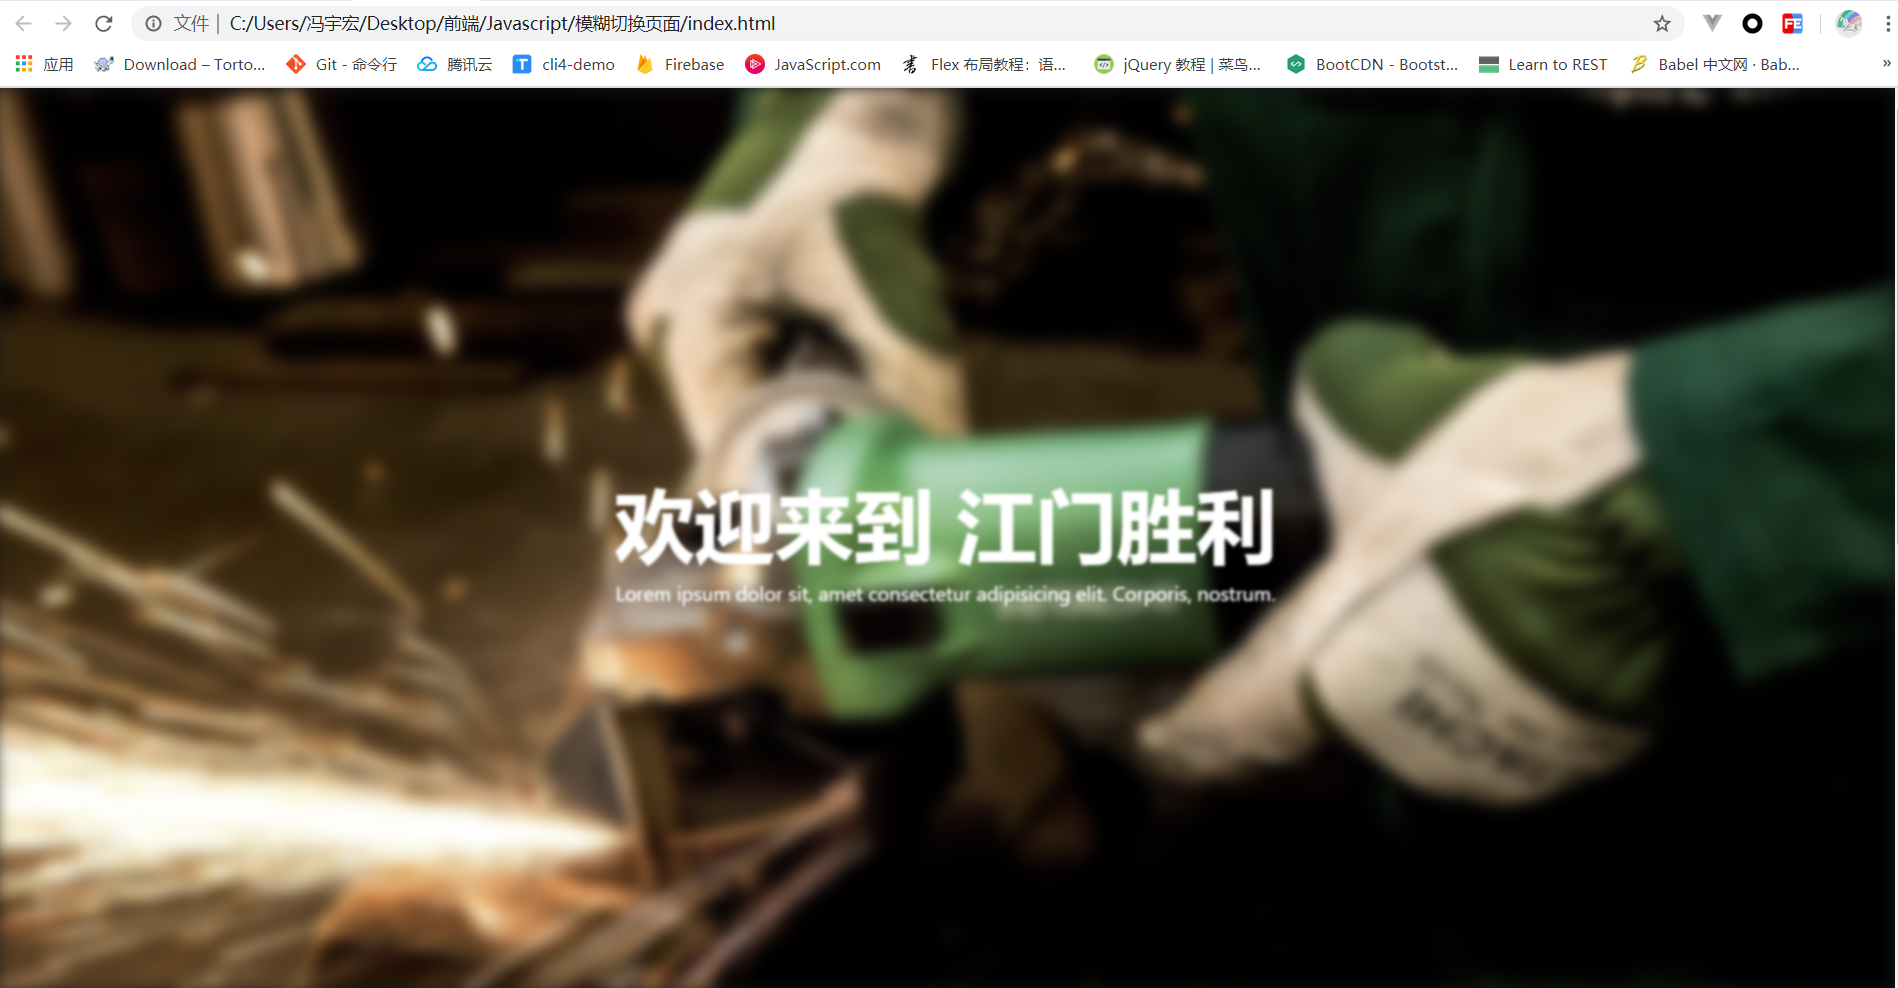 文件 | C:/Users/冯宇宏/Desktop/前端/Javascript/模糊切换页面/index.html
应用 Download – Torto... Git - 命令行 腾讯云 T cli4-demo Firebase JavaScript.com Flex 布局教程：语... jQuery 教程 | 菜鸟... BootCDN - Bootst... Learn to REST Babel 中文网 · Bab... »
欢迎来到 江门胜利
Lorem ipsum dolor sit, amet consectetur adipisicing elit. Corporis, nostrum.